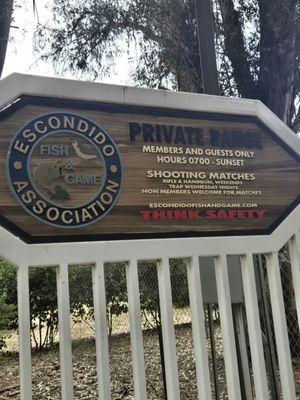 ESCONDIDO
FISH
&
GAME
ASSOCIATION
PRIVATE RANGE
MEMBERS AND GUESTS ONLY
HOURS 0700 - SUNSET
SHOOTING MATCHES
RIFLE & HANDGUN, WEEKENDS
TRAP WEDNESDAY NIGHTS
NON MEMBERS WELCOME FOR MATCHES
ESCONDIDOFISHANDGAME.COM
THINK SAFETY